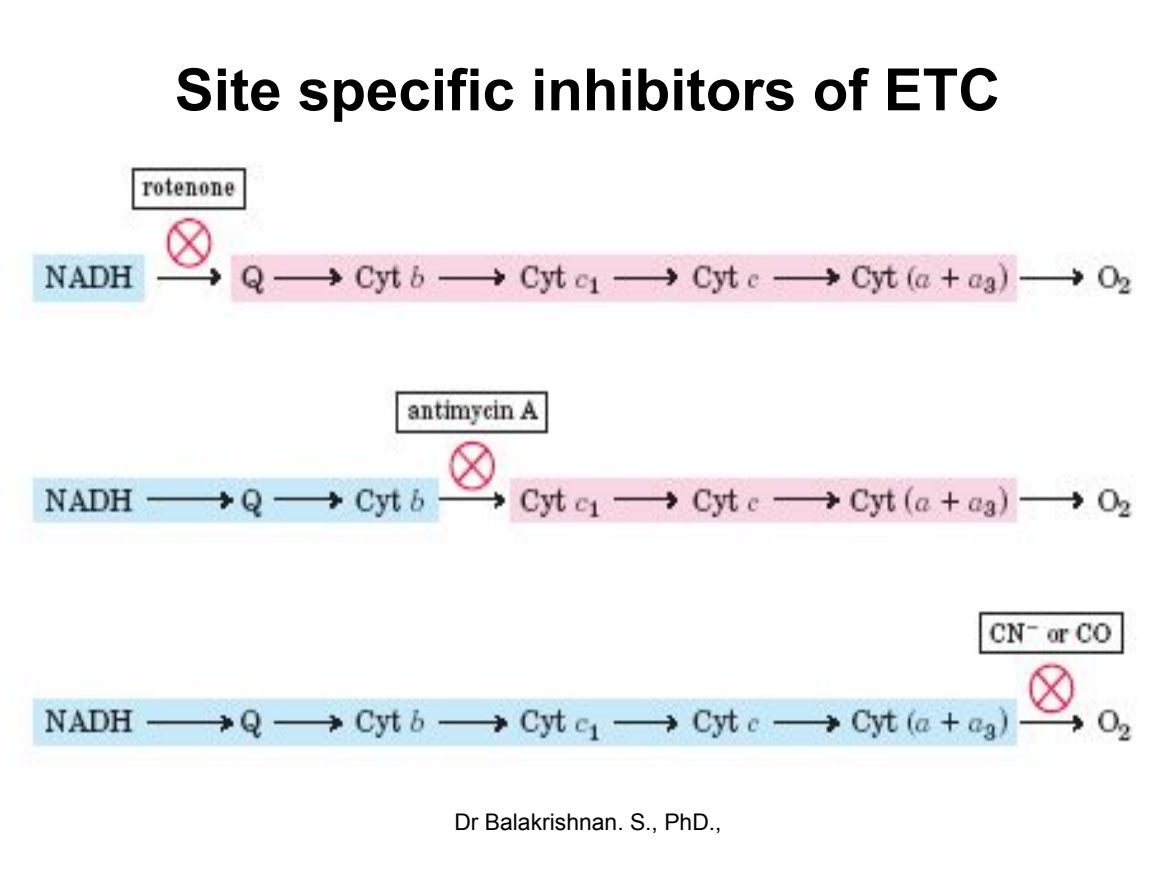 Site specific inhibitors of ETC
rotenone
NADH → Q → Cyt b → Cyt c₁ → Cyt c → Cyt (a + a₃) → O₂
antimycin A
NADH → Q → Cyt b → Cyt c₁ → Cyt c → Cyt (a + a₃) → O₂
CN⁻ or CO
NADH → Q → Cyt b → Cyt c₁ → Cyt c → Cyt (a + a₃) → O₂
Dr Balakrishnan. S., PhD.,